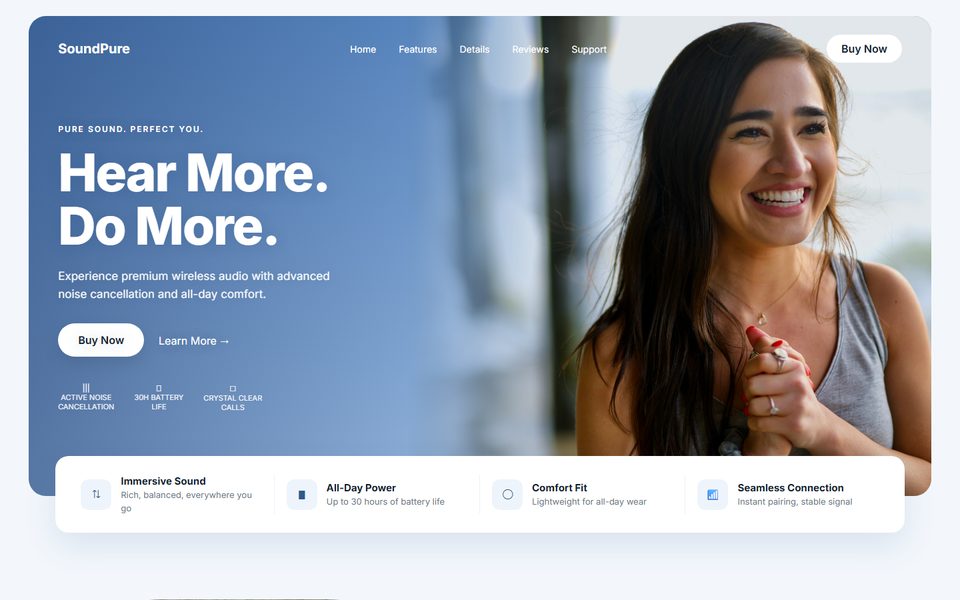 SoundPure
Home
Features
Details
Reviews
Support
Buy Now
PURE SOUND. PERFECT YOU.
Hear More.
Do More.
Experience premium wireless audio with advanced
noise cancellation and all-day comfort.
Buy Now
Learn More →
ACTIVE NOISE
CANCELLATION
30H BATTERY
LIFE
CRYSTAL CLEAR
CALLS
Immersive Sound
Rich, balanced, everywhere you
go
All-Day Power
Up to 30 hours of battery life
Comfort Fit
Lightweight for all-day wear
Seamless Connection
Instant pairing, stable signal